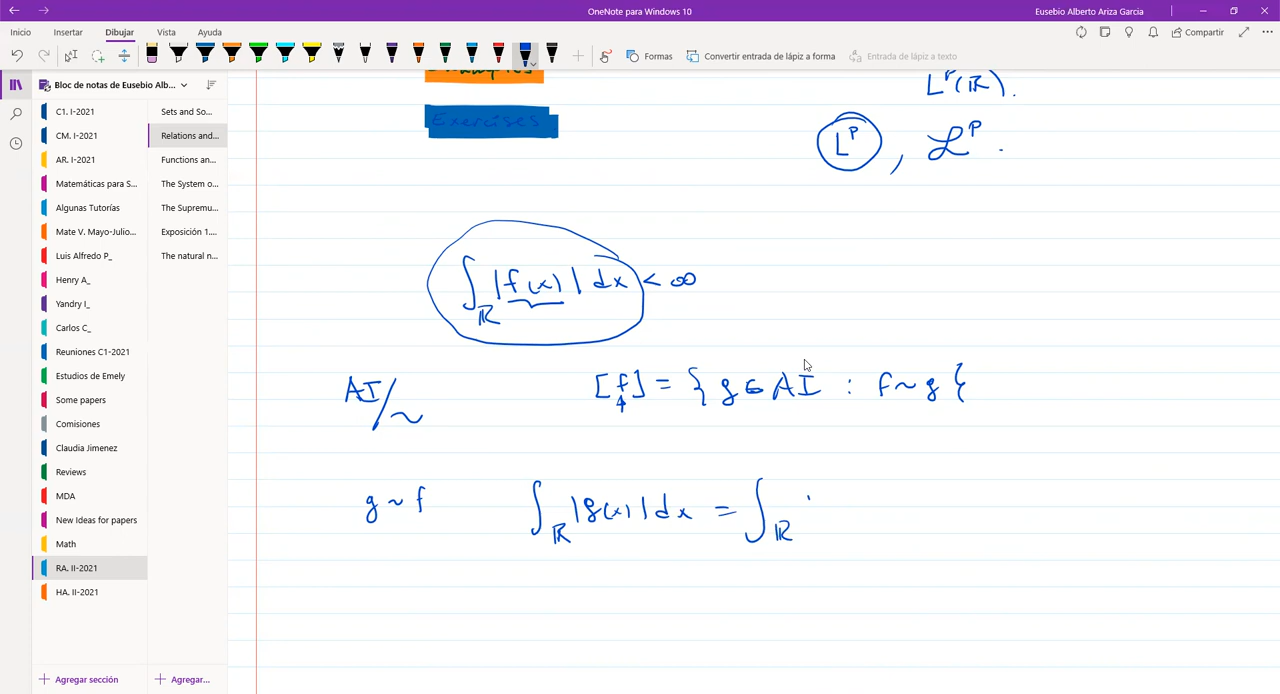 OneNote para Windows 10
Eusebio Alberto Ariza Garcia
Inicio Insertar Dibujar Vista Ayuda
Compartir
Formas Convertir entrada de lápiz a forma Entrada de lápiz a texto
Bloc de notas de Eusebio Alb...
C1. I-2021
CM. I-2021
AR. I-2021
Matemáticas para S...
Algunas Tutorías
Mate V. Mayo-Julio...
Luis Alfredo P_
Henry A_
Yandry I_
Carlos C_
Reuniones C1-2021
Estudios de Emely
Some papers
Comisiones
Claudia Jimenez
Reviews
MDA
New Ideas for papers
Math
RA. II-2021
HA. II-2021
Agregar sección
Sets and So...
Relations and...
Functions an...
The System o...
The Supremu...
Exposición 1....
The natural n...
Agregar...
L^p(ℝ).
Exercises
L^p , ℒ^p .
∫_ℝ |f(x)| dx < ∞
AI/~ [f] = { g ∈ AI : f ~ g }
g ~ f ∫_ℝ |g(x)| dx = ∫_ℝ